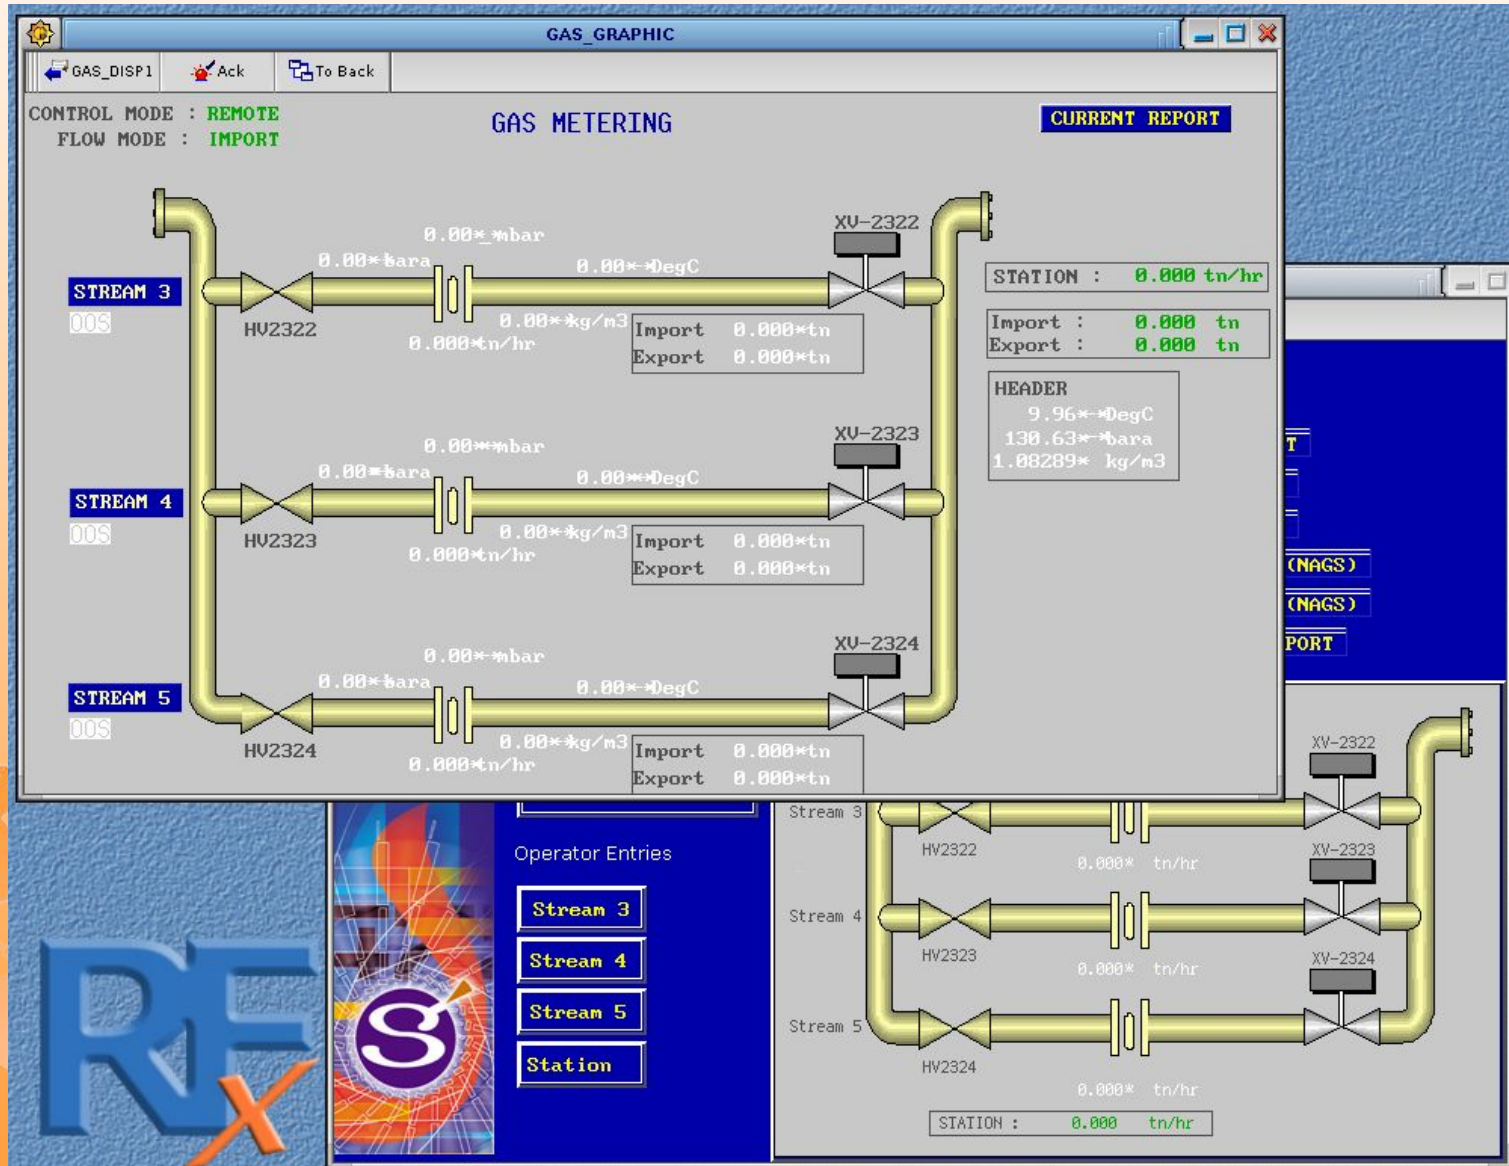 GAS_GRAPHIC
GAS_DISP1 Ack To Back
CONTROL MODE : REMOTE
FLOW MODE : IMPORT
GAS METERING
CURRENT REPORT
XV-2322
0.00*_*mbar
0.00**bara
0.00**DegC
STREAM 3
OOS
HV2322
0.00**kg/m3
0.000*tn/hr
Import 0.000*tn
Export 0.000*tn
STATION : 0.000 tn/hr
Import : 0.000 tn
Export : 0.000 tn
HEADER
9.96**DegC
130.63**bara
1.08289* kg/m3
XV-2323
0.00**mbar
0.00*bara
0.00**DegC
STREAM 4
OOS
HV2323
0.00**kg/m3
0.000*tn/hr
Import 0.000*tn
Export 0.000*tn
XV-2324
0.00**mbar
0.00**bara
0.00**DegC
STREAM 5
OOS
HV2324
0.00**kg/m3
0.000*tn/hr
Import 0.000*tn
Export 0.000*tn
T
(NAGS)
(NAGS)
PORT
Operator Entries
Stream 3
Stream 4
Stream 5
Station
XV-2322
Stream 3
HV2322
0.000* tn/hr
XV-2323
Stream 4
HV2323
0.000* tn/hr
XV-2324
Stream 5
HV2324
0.000* tn/hr
STATION : 0.000 tn/hr
RFx
S